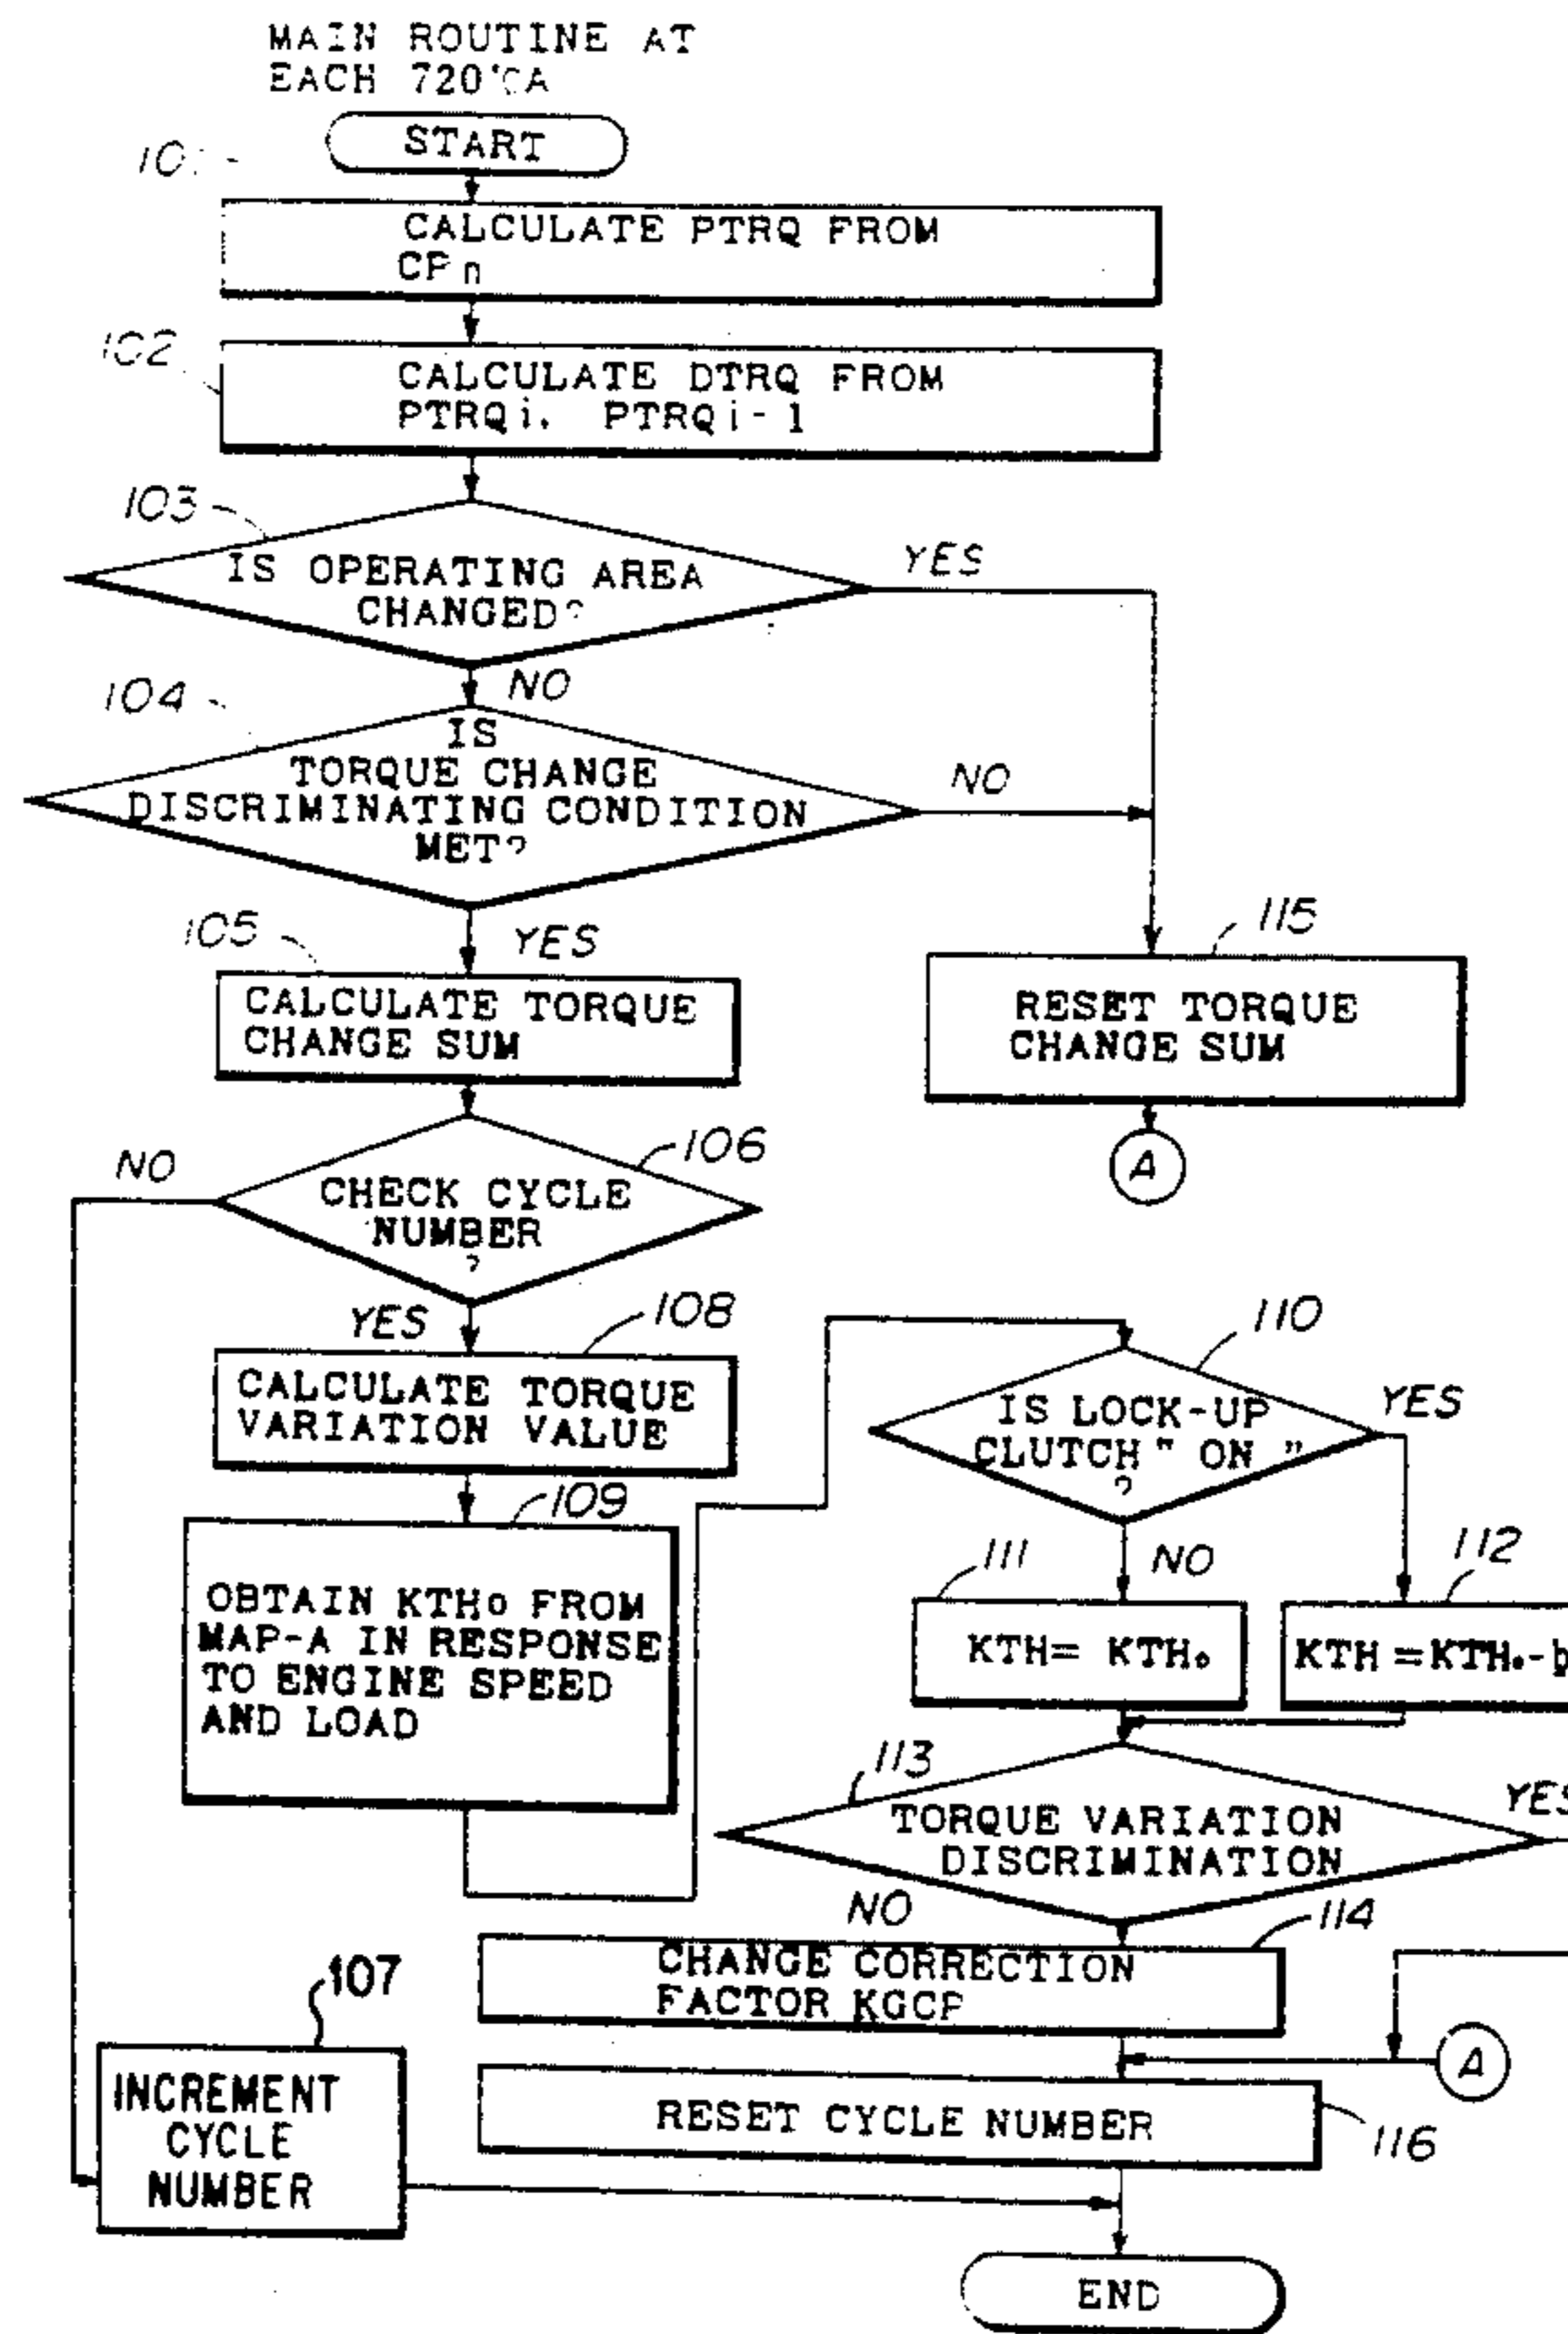 MAIN ROUTINE AT
EACH 720°CA
START
CALCULATE PTRQ FROM
CPn
102
CALCULATE DTRQ FROM
PTRQi, PTRQi-1
103
IS OPERATING AREA
CHANGED?
YES
NO
104
IS
TORQUE CHANGE
DISCRIMINATING CONDITION
MET?
NO
YES
105
CALCULATE TORQUE
CHANGE SUM
115
RESET TORQUE
CHANGE SUM
A
106
NO
CHECK CYCLE
NUMBER
?
YES
108
CALCULATE TORQUE
VARIATION VALUE
109
OBTAIN KTH0 FROM
MAP-A IN RESPONSE
TO ENGINE SPEED
AND LOAD
110
IS LOCK-UP
CLUTCH " ON "
?
YES
NO
111
KTH= KTH0
112
KTH=KTH0-b
113
TORQUE VARIATION
DISCRIMINATION
YES
NO
114
CHANGE CORRECTION
FACTOR KGCP
A
107
INCREMENT
CYCLE
NUMBER
RESET CYCLE NUMBER
116
END